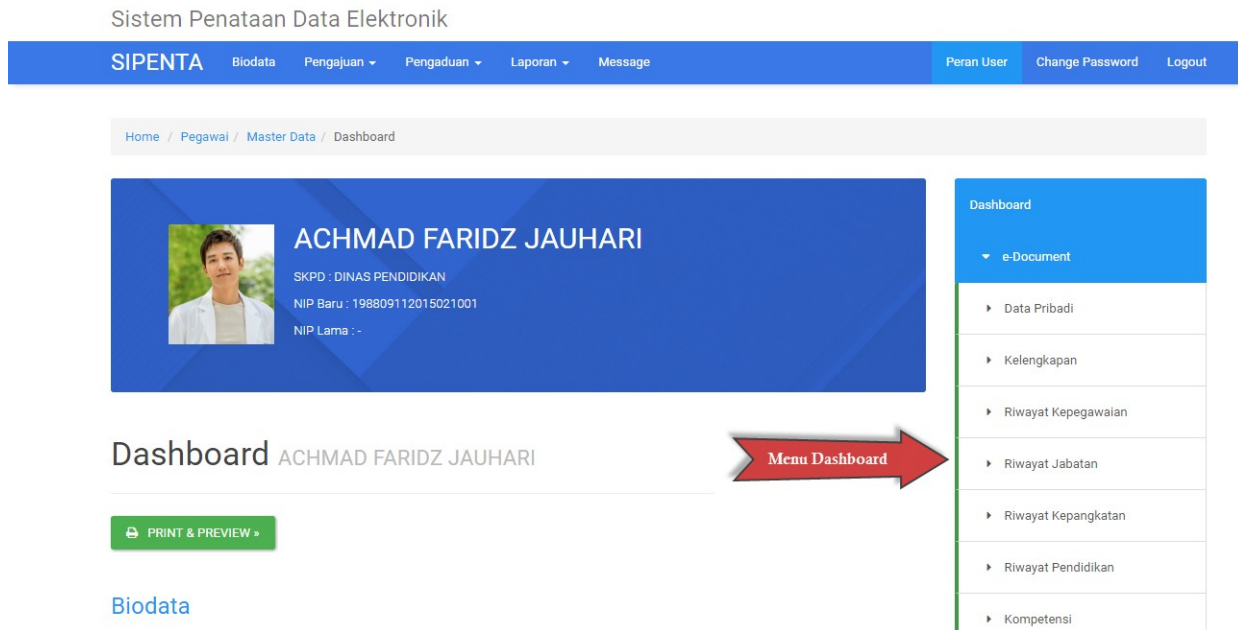 Sistem Penataan Data Elektronik
SIPENTA Biodata Pengajuan Pengaduan Laporan Message Peran User Change Password Logout
Home / Pegawai / Master Data / Dashboard
ACHMAD FARIDZ JAUHARI
SKPD : DINAS PENDIDIKAN
NIP Baru : 198809112015021001
NIP Lama : -
Dashboard ACHMAD FARIDZ JAUHARI
PRINT & PREVIEW »
Biodata
Menu Dashboard
Dashboard
e-Document
Data Pribadi
Kelengkapan
Riwayat Kepegawaian
Riwayat Jabatan
Riwayat Kepangkatan
Riwayat Pendidikan
Kompetensi